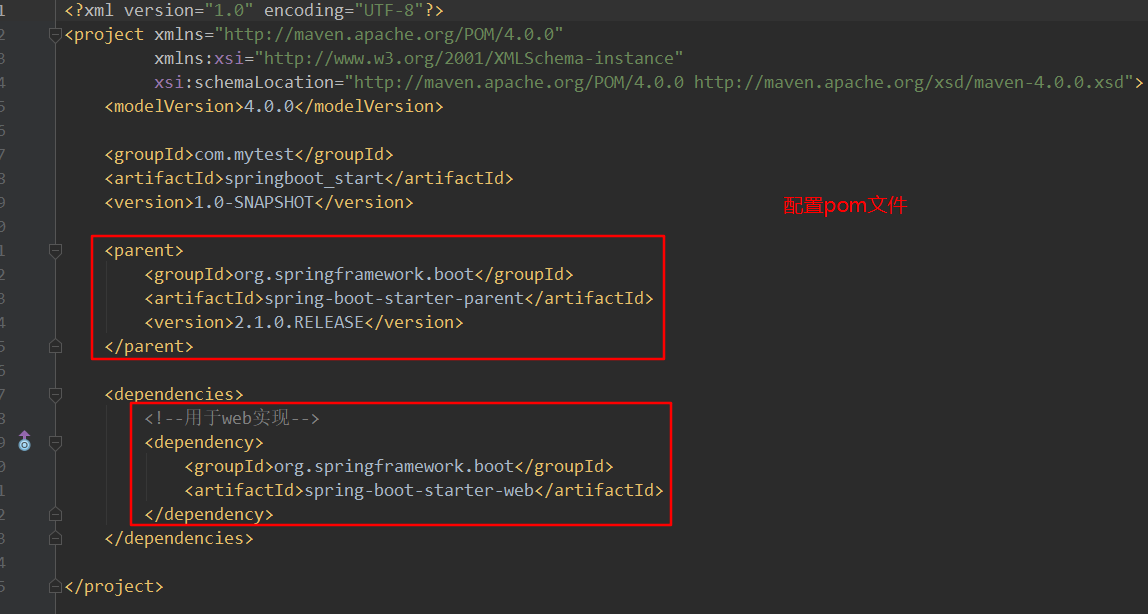 <?xml version="1.0" encoding="UTF-8"?>
<project xmlns="http://maven.apache.org/POM/4.0.0"
xmlns:xsi="http://www.w3.org/2001/XMLSchema-instance"
xsi:schemaLocation="http://maven.apache.org/POM/4.0.0 http://maven.apache.org/xsd/maven-4.0.0.xsd">
<modelVersion>4.0.0</modelVersion>
<groupId>com.mytest</groupId>
<artifactId>springboot_start</artifactId>
<version>1.0-SNAPSHOT</version>
配置pom文件
<parent>
<groupId>org.springframework.boot</groupId>
<artifactId>spring-boot-starter-parent</artifactId>
<version>2.1.0.RELEASE</version>
</parent>
<dependencies>
<!--用于web实现-->
<dependency>
<groupId>org.springframework.boot</groupId>
<artifactId>spring-boot-starter-web</artifactId>
</dependency>
</dependencies>
</project>